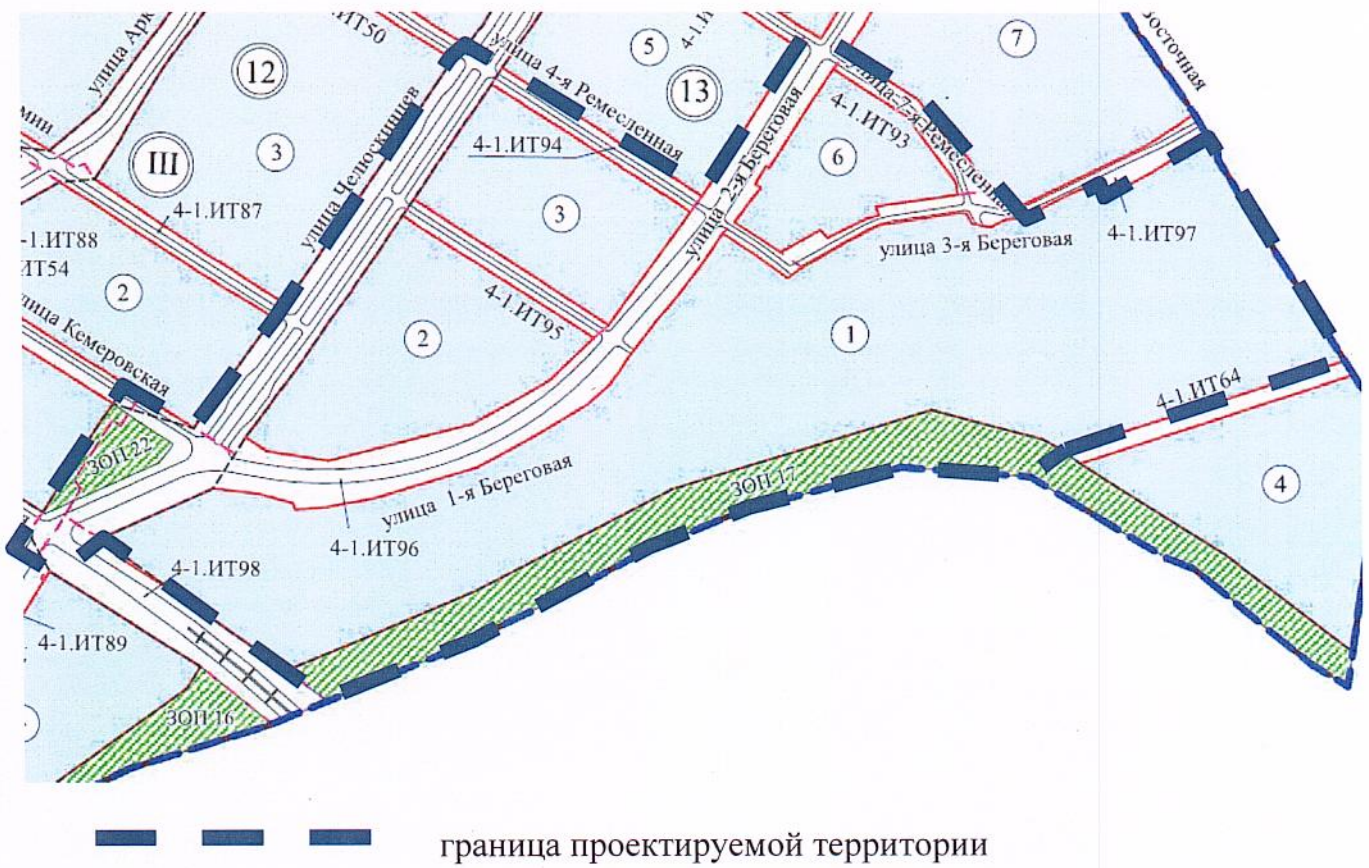 улица Арк
ИТ50
12
3
III
мии
4-1.ИТ87
-1.ИТ88
ИТ54
2
улица Челюскинцев
улица 4-я Ремесленная
4-1.ИТ94
5
4-1.И
13
улица 2-я Береговая
улица 7-я Ремесленная
4-1.ИТ93
6
7
Восточная
3
4-1.ИТ95
2
улица 3-я Береговая
4-1.ИТ97
1
4-1.ИТ64
4
лица Кемеровская
ЗОП 22
улица 1-я Береговая
4-1.ИТ96
ЗОП 17
4-1.ИТ98
4-1.ИТ89
ЗОП 16
граница проектируемой территории